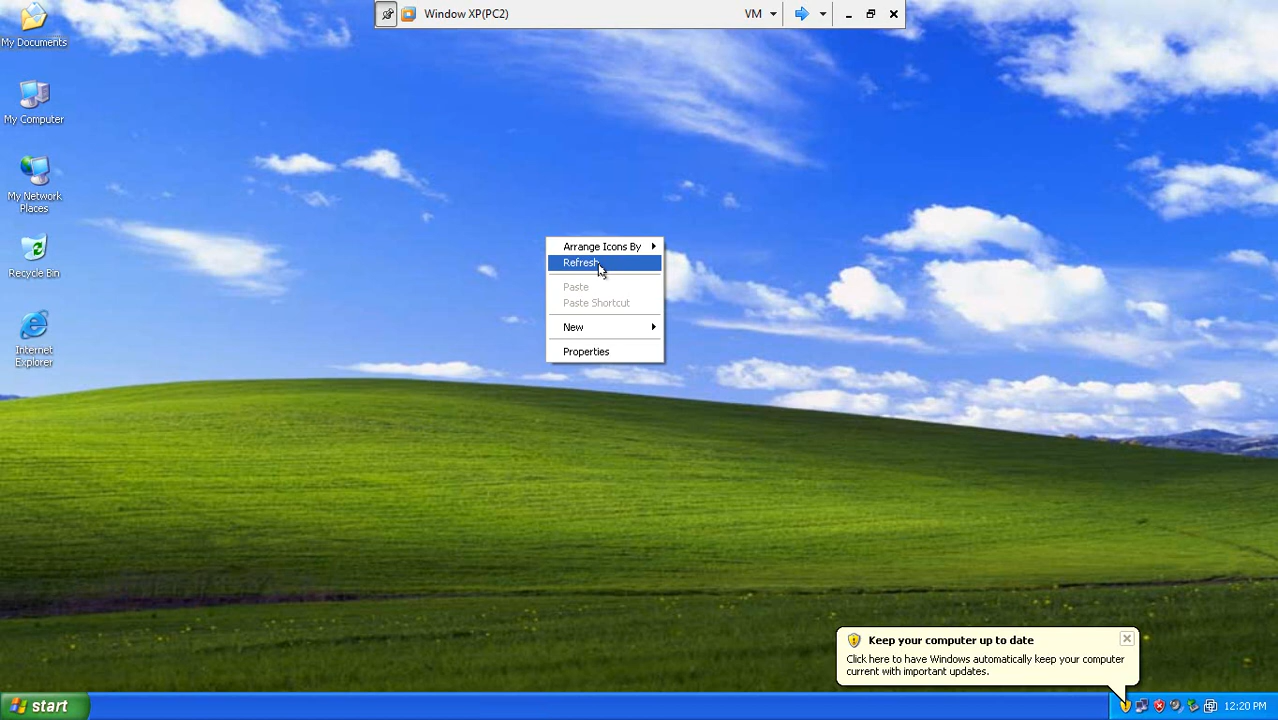 Window XP(PC2)
VM
My Documents
My Computer
My Network
Places
Recycle Bin
Internet
Explorer
Arrange Icons By
Refresh
Paste
Paste Shortcut
New
Properties
Keep your computer up to date
Click here to have Windows automatically keep your computer
current with important updates.
start
12:20 PM